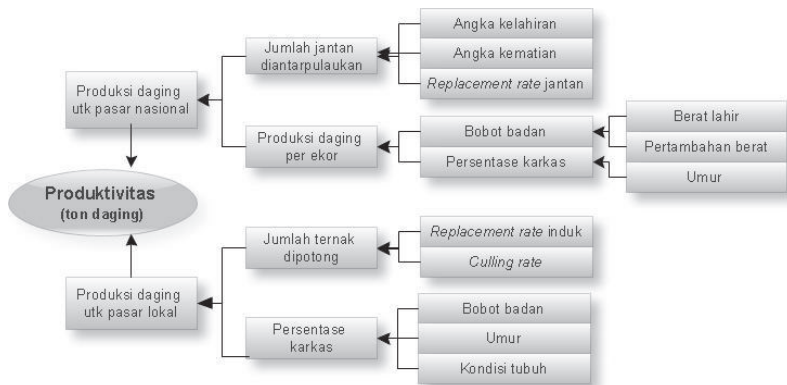 Angka kelahiran
Jumlah jantan
diantarpulaukan
Angka kematian
Replacement rate jantan
Produksi daging
utk pasar nasional
Berat lahir
Produksi daging
per ekor
Bobot badan
Pertambahan berat
Persentase karkas
Umur
Produktivitas
(ton daging)
Jumlah ternak
dipotong
Replacement rate induk
Culling rate
Produksi daging
utk pasar lokal
Bobot badan
Persentase
karkas
Umur
Kondisi tubuh